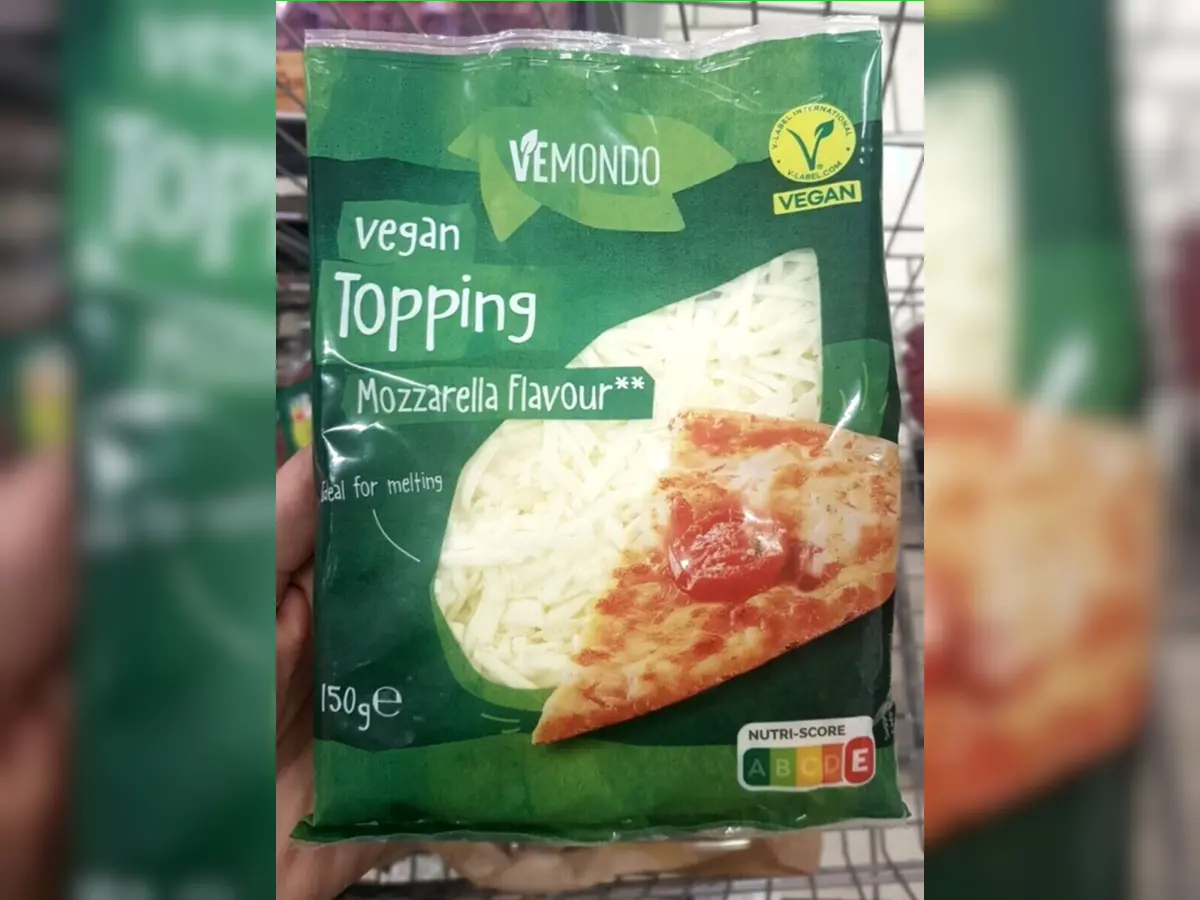 VEMONDO
V-LABEL INTERNATIONAL
V-LABEL.COM
VEGAN
vegan
Topping
Mozzarella flavour**
Ideal for melting
150g℮
NUTRI-SCORE
A B C D E